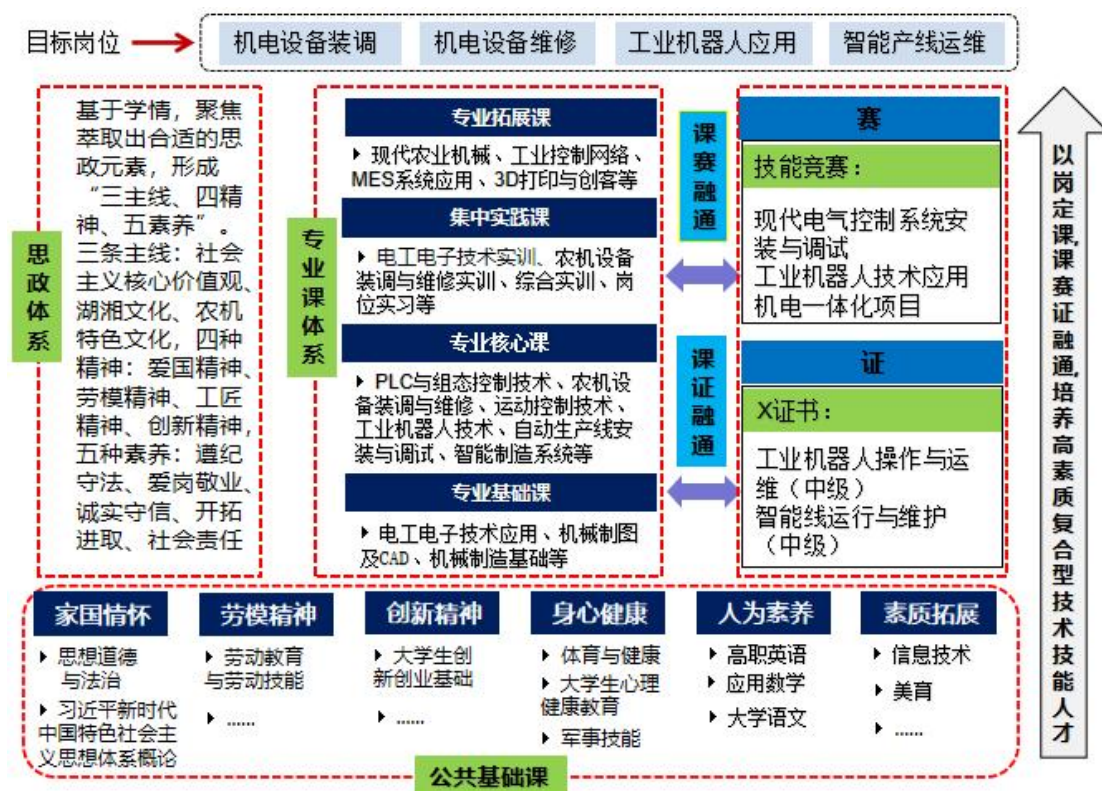 目标岗位
机电设备装调
机电设备维修
工业机器人应用
智能产线运维
思政体系
基于学情，聚焦
萃取出合适的思
政元素，形成
“三主线、四精
神、五素养”。
三条主线：社会
主义核心价值观、
湖湘文化、农机
特色文化，四种
精神：爱国精神、
劳模精神、工匠
精神、创新精神，
五种素养：遵纪
守法、爱岗敬业、
诚实守信、开拓
进取、社会责任
专业课体系
专业拓展课
现代农业机械、工业控制网络、
MES系统应用、3D打印与创客等
集中实践课
电工电子技术实训、农机设备
装调与维修实训、综合实训、岗
位实习等
专业核心课
PLC与组态控制技术、农机设
备装调与维修、运动控制技术、
工业机器人技术、自动生产线安
装与调试、智能制造系统等
专业基础课
电工电子技术应用、机械制图
及CAD、机械制造基础等
课赛融通
课证融通
赛
技能竞赛：
现代电气控制系统安
装与调试
工业机器人技术应用
机电一体化项目
证
X证书：
工业机器人操作与运
维（中级）
智能线运行与维护
（中级）
以岗定课，课赛证融通，培养高素质复合型技术技能人才
家国情怀
思想道德
与法治
习近平新时代
中国特色社会主
义思想体系概论
劳模精神
劳动教育
与劳动技能
......
创新精神
大学生创
新创业基础
......
身心健康
体育与健康
大学生心理
健康教育
军事技能
人为素养
高职英语
应用数学
大学语文
素质拓展
信息技术
美育
......
公共基础课